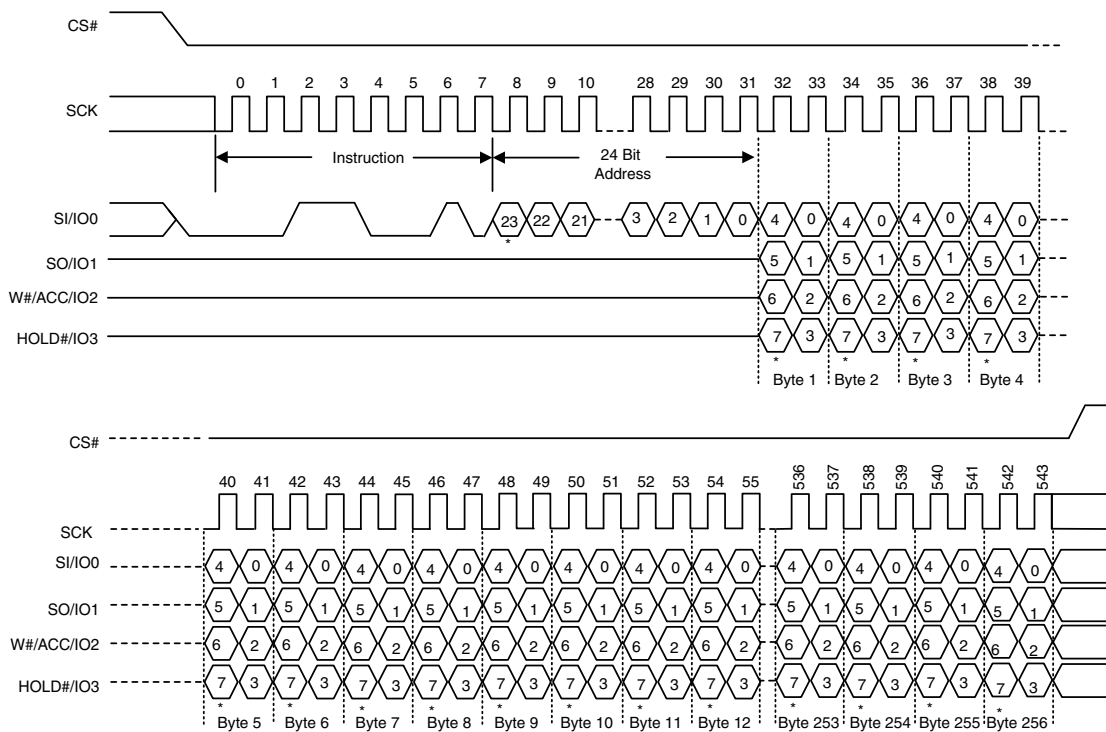 CS#
0 1 2 3 4 5 6 7 8 9 10 28 29 30 31 32 33 34 35 36 37 38 39
SCK
Instruction 24 Bit
Address
SI/IO0 23 22 21 3 2 1 0 4 0 4 0 4 0 4 0
*
SO/IO1 5 1 5 1 5 1 5 1
W#/ACC/IO2 6 2 6 2 6 2 6 2
HOLD#/IO3 7 3 7 3 7 3 7 3
* * * *
Byte 1 Byte 2 Byte 3 Byte 4
CS#
40 41 42 43 44 45 46 47 48 49 50 51 52 53 54 55 536 537 538 539 540 541 542 543
SCK
SI/IO0 4 0 4 0 4 0 4 0 4 0 4 0 4 0 4 0 4 0 4 0 4 0 4 0
SO/IO1 5 1 5 1 5 1 5 1 5 1 5 1 5 1 5 1 5 1 5 1 5 1 5 1
W#/ACC/IO2 6 2 6 2 6 2 6 2 6 2 6 2 6 2 6 2 6 2 6 2 6 2 6 2
HOLD#/IO3 7 3 7 3 7 3 7 3 7 3 7 3 7 3 7 3 7 3 7 3 7 3 7 3
* * * * * * * * * * * *
Byte 5 Byte 6 Byte 7 Byte 8 Byte 9 Byte 10 Byte 11 Byte 12 Byte 253 Byte 254 Byte 255 Byte 256